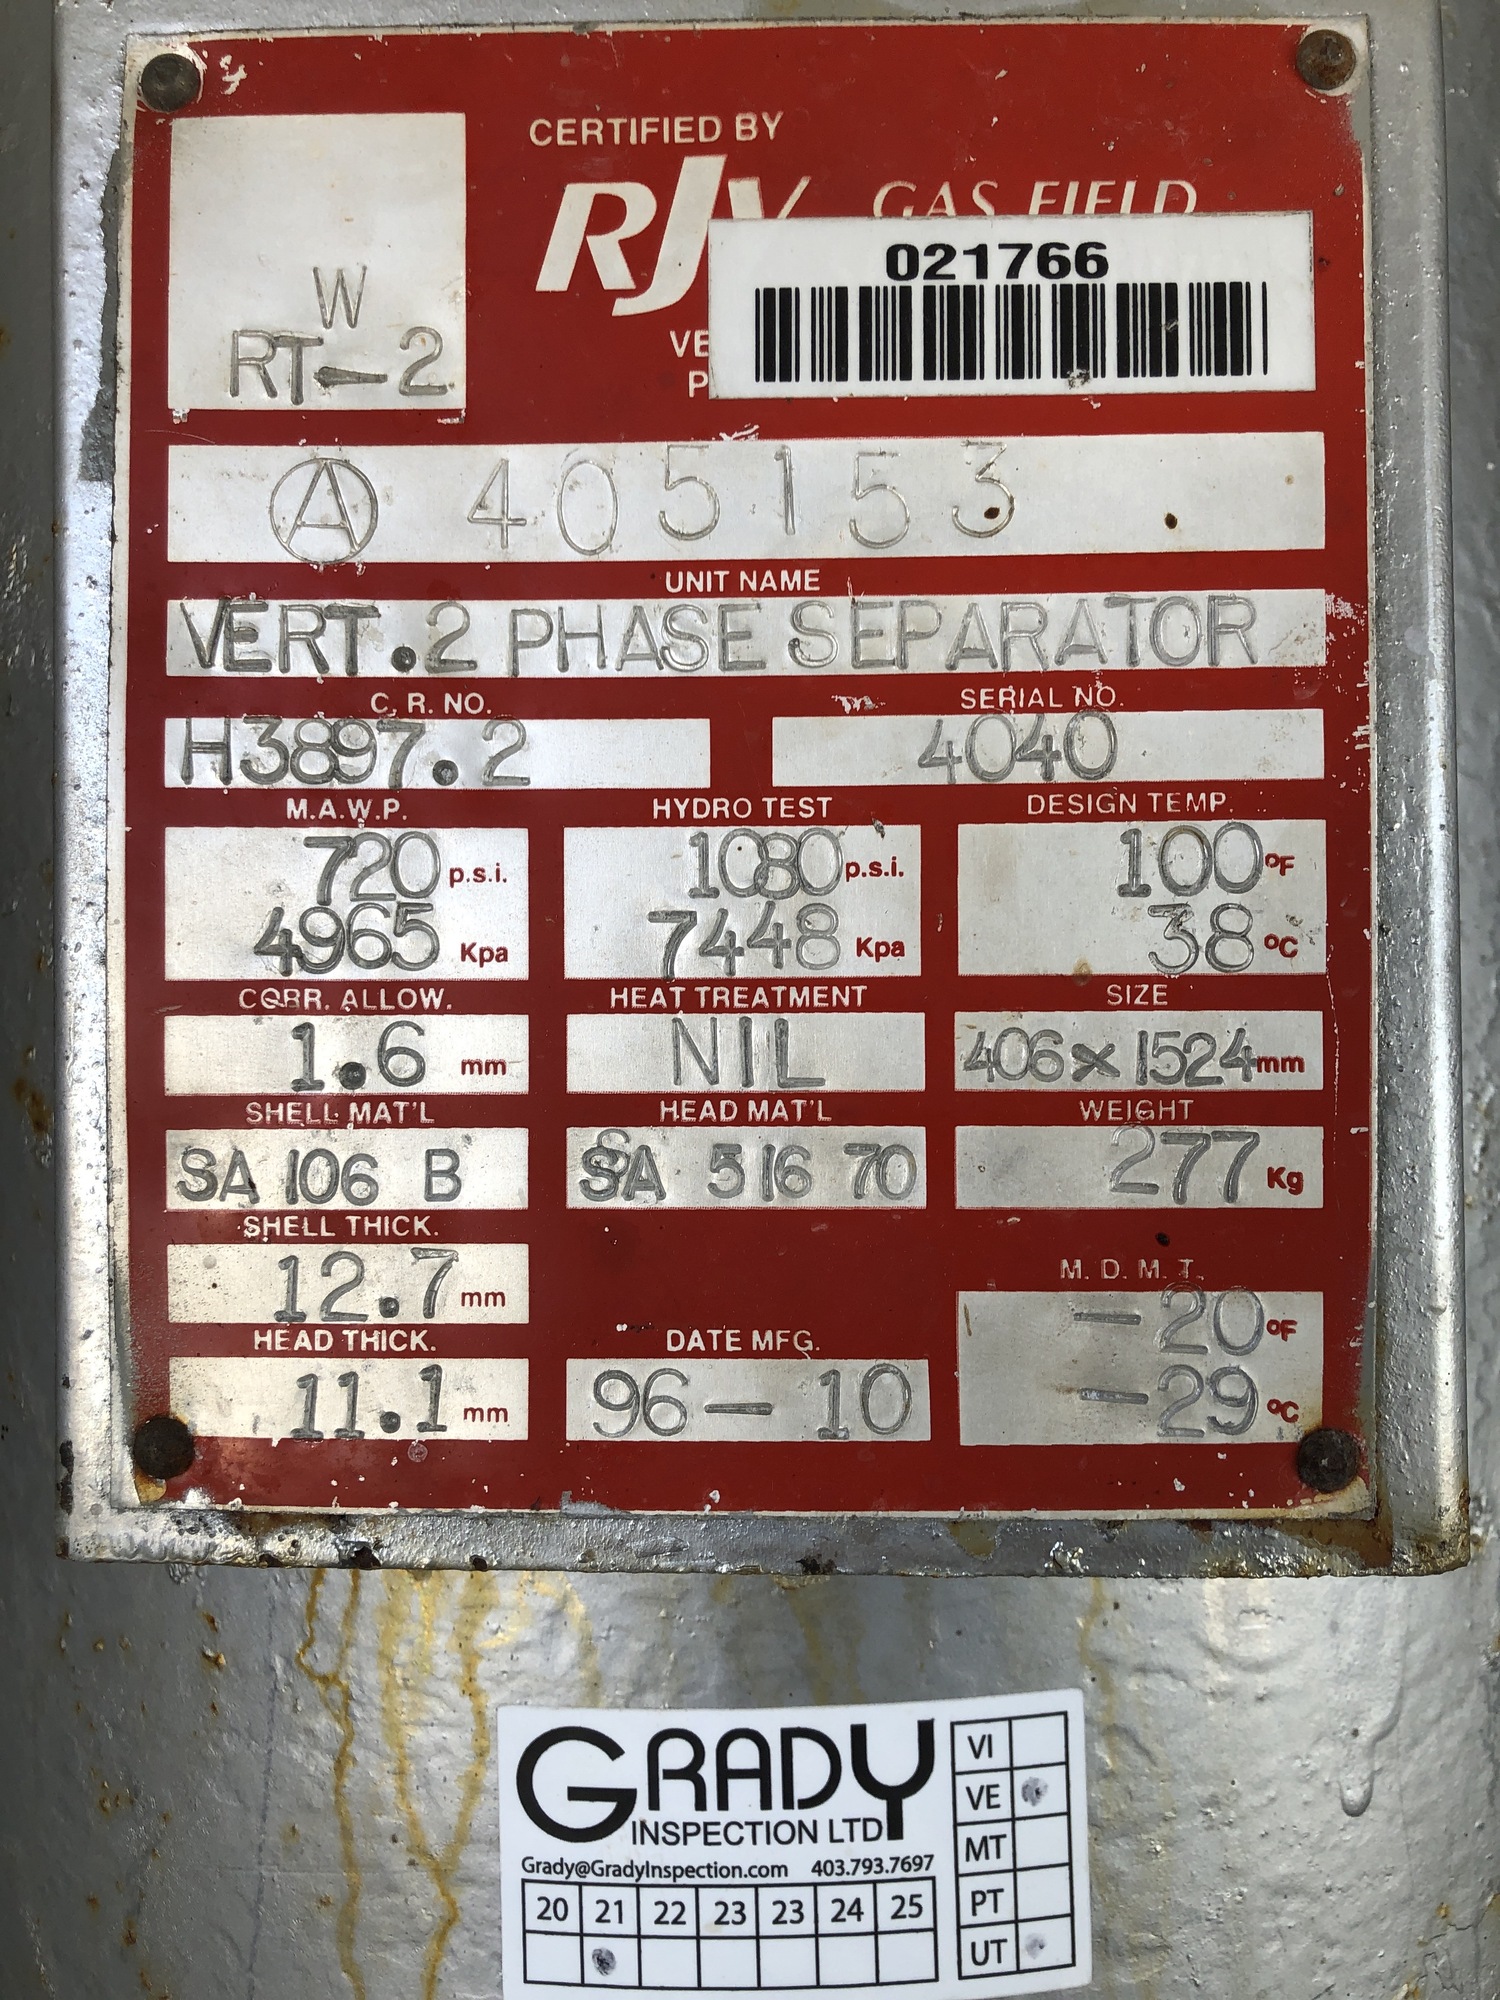 CERTIFIED BY
RJV GAS FIELD
021766
W
RT-2
A 405153
UNIT NAME
VERT. 2 PHASE SEPARATOR
C. R. NO. SERIAL NO.
H3897.2 4040
M.A.W.P. HYDRO TEST DESIGN TEMP.
720 p.s.i. 1080 p.s.i. 100 °F
4965 Kpa 7448 Kpa 38 °C
CORR. ALLOW. HEAT TREATMENT SIZE
1.6 mm NIL 406 x 1524 mm
SHELL MAT'L HEAD MAT'L WEIGHT
SA 106 B SA 516 70 277 Kg
SHELL THICK.
12.7 mm
M. D. M. T.
-20 °F
HEAD THICK. DATE MFG.
11.1 mm 96-10 -29 °C
GRADY
INSPECTION LTD
Grady@GradyInspection.com 403.793.7697
20 21 22 23 23 24 25
VI
VE
MT
PT
UT